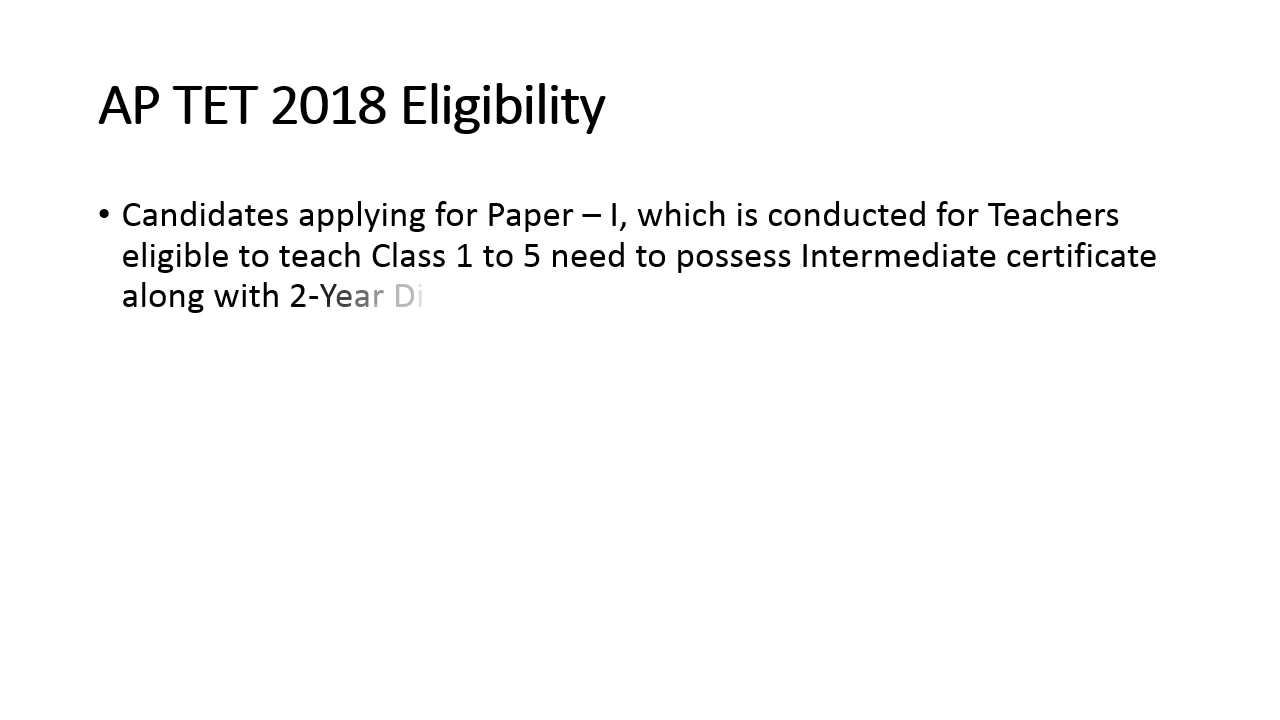 AP TET 2018 Eligibility
• Candidates applying for Paper – I, which is conducted for Teachers
eligible to teach Class 1 to 5 need to possess Intermediate certificate
along with 2-Year Di